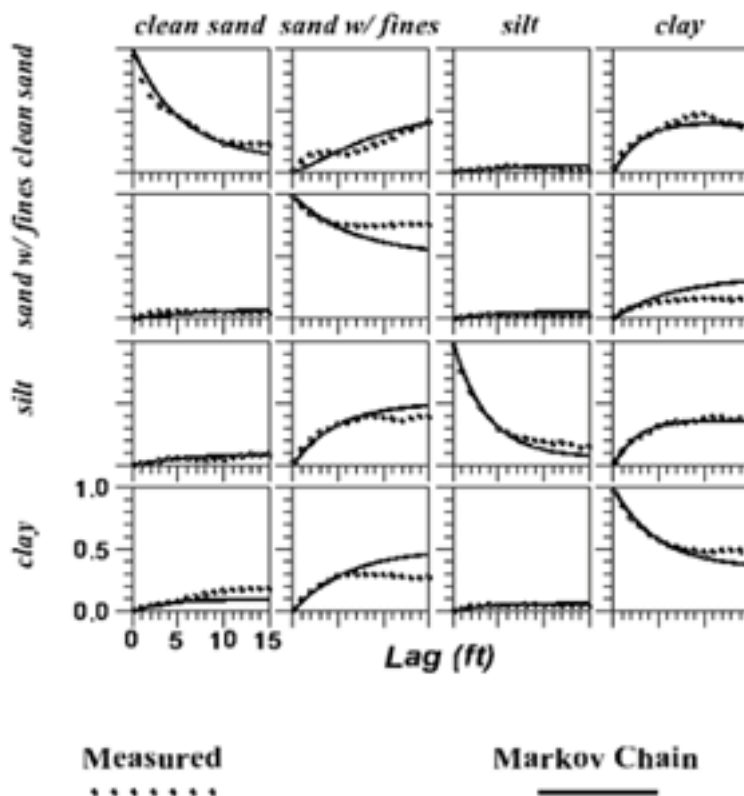 clean sand sand w/ fines silt clay
clean sand
sand w/ fines
silt
clay
1.0
0.5
0.0
0 5 10 15
Lag (ft)
Measured Markov Chain